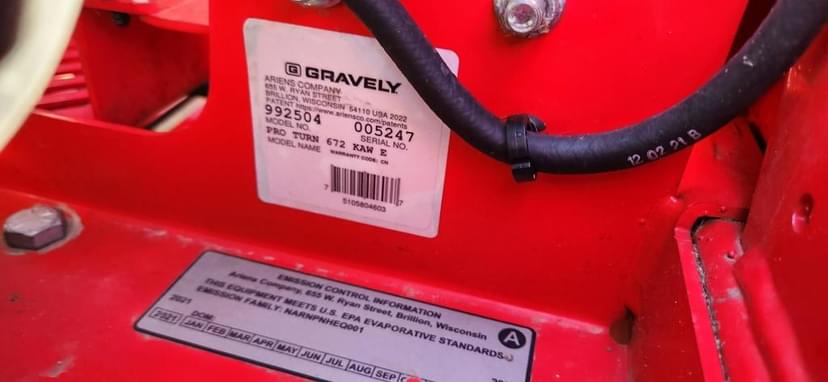 G GRAVELY
ARIENS COMPANY
655 W. RYAN STREET
BRILLION, WISCONSIN 54110 USA 2022
PATENT https://www.ariensco.com/patents
992504 005247
MODEL NO. SERIAL NO.
PRO TURN 672 KAW E
MODEL NAME WARRANTY CODE: CN
7 5105804603 7
12 02 21 B
EMISSION CONTROL INFORMATION
Ariens Company, 655 W. Ryan Street, Brillion, Wisconsin
THIS EQUIPMENT MEETS U.S. EPA EVAPORATIVE STANDARDS
EMISSION FAMILY: NARNPNHEQ001
2021 DOM:
2021 JAN FEB MAR APR MAY JUN JUL AUG SEP
A